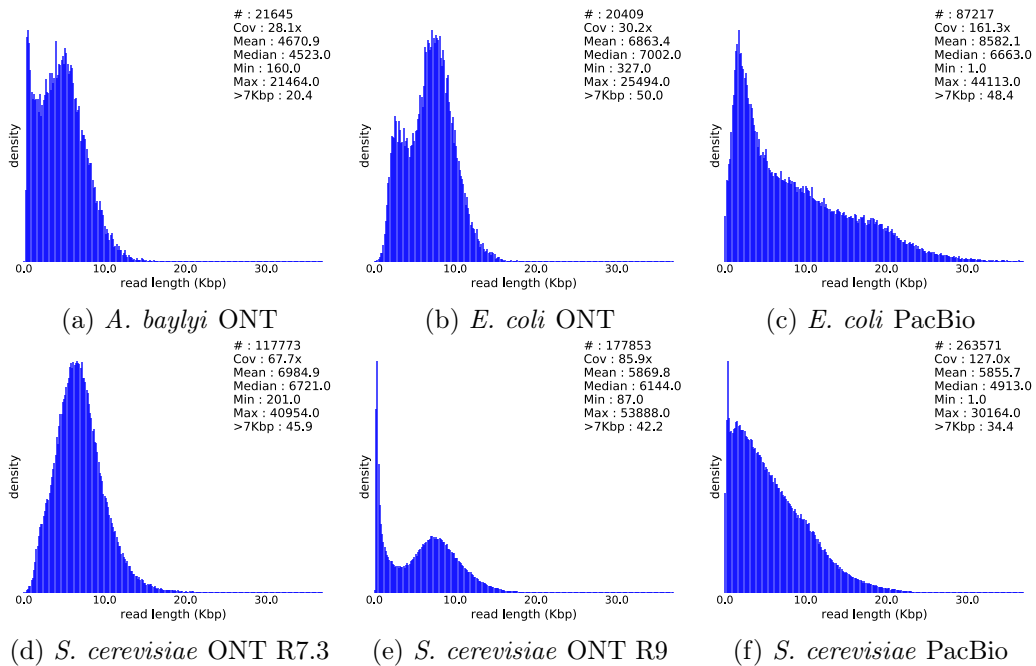 # : 21645
Cov : 28.1x
Mean : 4670.9
Median : 4523.0
Min : 160.0
Max : 21464.0
>7Kbp : 20.4
density
0.0 10.0 20.0 30.0
read length (Kbp)
(a) A. baylyi ONT
# : 20409
Cov : 30.2x
Mean : 6863.4
Median : 7002.0
Min : 327.0
Max : 25494.0
>7Kbp : 50.0
density
0.0 10.0 20.0 30.0
read length (Kbp)
(b) E. coli ONT
# : 87217
Cov : 161.3x
Mean : 8582.1
Median : 6663.0
Min : 1.0
Max : 44113.0
>7Kbp : 48.4
density
0.0 10.0 20.0 30.0
read length (Kbp)
(c) E. coli PacBio
# : 117773
Cov : 67.7x
Mean : 6984.9
Median : 6721.0
Min : 201.0
Max : 40954.0
>7Kbp : 45.9
density
0.0 10.0 20.0 30.0
read length (Kbp)
(d) S. cerevisiae ONT R7.3
# : 177853
Cov : 85.9x
Mean : 5869.8
Median : 6144.0
Min : 87.0
Max : 53888.0
>7Kbp : 42.2
density
0.0 10.0 20.0 30.0
read length (Kbp)
(e) S. cerevisiae ONT R9
# : 263571
Cov : 127.0x
Mean : 5855.7
Median : 4913.0
Min : 1.0
Max : 30164.0
>7Kbp : 34.4
density
0.0 10.0 20.0 30.0
read length (Kbp)
(f) S. cerevisiae PacBio